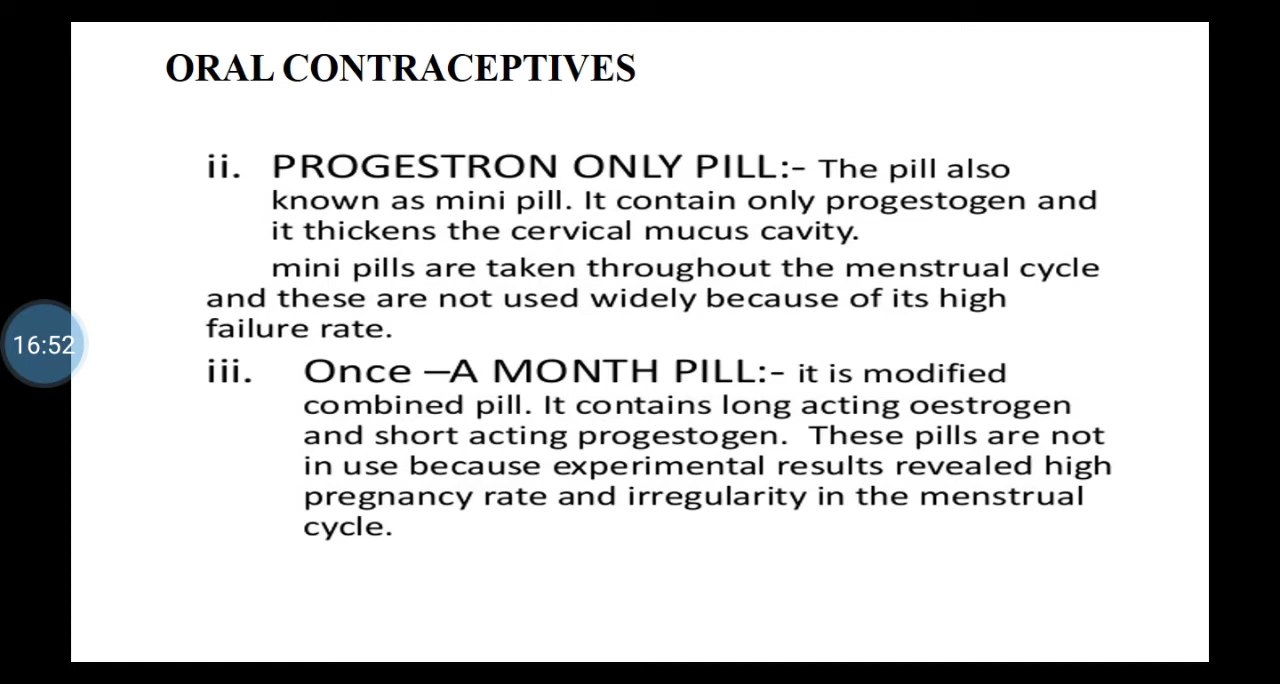 ORAL CONTRACEPTIVES
ii. PROGESTRON ONLY PILL:- The pill also
known as mini pill. It contain only progestogen and
it thickens the cervical mucus cavity.
mini pills are taken throughout the menstrual cycle
and these are not used widely because of its high
failure rate.
16:52
iii. Once –A MONTH PILL:- it is modified
combined pill. It contains long acting oestrogen
and short acting progestogen. These pills are not
in use because experimental results revealed high
pregnancy rate and irregularity in the menstrual
cycle.